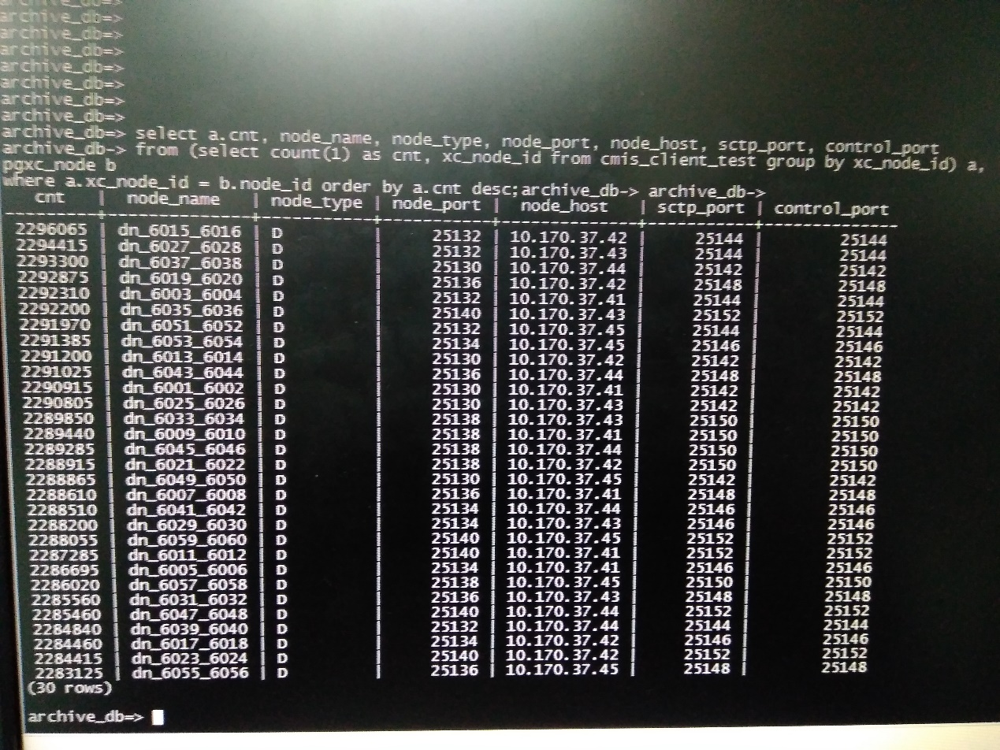 archive_db=>
archive_db=>
archive_db=>
archive_db=>
archive_db=>
archive_db=>
archive_db=>
archive_db=>
archive_db=> select a.cnt, node_name, node_type, node_port, node_host, sctp_port, control_port
archive_db-> from (select count(1) as cnt, xc_node_id from cmis_client_test group by xc_node_id) a,
pgxc_node b
where a.xc_node_id = b.node_id order by a.cnt desc;archive_db-> archive_db->
cnt | node_name | node_type | node_port | node_host | sctp_port | control_port
---------+--------------+-----------+-----------+--------------+-----------+--------------
2296065 | dn_6015_6016 | D | 25132 | 10.170.37.42 | 25144 | 25144
2294415 | dn_6027_6028 | D | 25132 | 10.170.37.43 | 25144 | 25144
2293300 | dn_6037_6038 | D | 25130 | 10.170.37.44 | 25142 | 25142
2292875 | dn_6019_6020 | D | 25136 | 10.170.37.42 | 25148 | 25148
2292310 | dn_6003_6004 | D | 25132 | 10.170.37.41 | 25144 | 25144
2292200 | dn_6035_6036 | D | 25140 | 10.170.37.43 | 25152 | 25152
2291970 | dn_6051_6052 | D | 25132 | 10.170.37.45 | 25144 | 25144
2291385 | dn_6053_6054 | D | 25134 | 10.170.37.45 | 25146 | 25146
2291200 | dn_6013_6014 | D | 25130 | 10.170.37.42 | 25142 | 25142
2291025 | dn_6043_6044 | D | 25136 | 10.170.37.44 | 25148 | 25148
2290915 | dn_6001_6002 | D | 25130 | 10.170.37.41 | 25142 | 25142
2290805 | dn_6025_6026 | D | 25130 | 10.170.37.43 | 25142 | 25142
2289850 | dn_6033_6034 | D | 25138 | 10.170.37.43 | 25150 | 25150
2289440 | dn_6009_6010 | D | 25138 | 10.170.37.41 | 25150 | 25150
2289285 | dn_6045_6046 | D | 25138 | 10.170.37.44 | 25150 | 25150
2288915 | dn_6021_6022 | D | 25138 | 10.170.37.42 | 25150 | 25150
2288865 | dn_6049_6050 | D | 25130 | 10.170.37.45 | 25142 | 25142
2288610 | dn_6007_6008 | D | 25136 | 10.170.37.41 | 25148 | 25148
2288510 | dn_6041_6042 | D | 25134 | 10.170.37.44 | 25146 | 25146
2288200 | dn_6029_6030 | D | 25134 | 10.170.37.43 | 25146 | 25146
2288055 | dn_6059_6060 | D | 25140 | 10.170.37.45 | 25152 | 25152
2287285 | dn_6011_6012 | D | 25140 | 10.170.37.41 | 25152 | 25152
2286695 | dn_6005_6006 | D | 25134 | 10.170.37.41 | 25146 | 25146
2286020 | dn_6057_6058 | D | 25138 | 10.170.37.45 | 25150 | 25150
2285560 | dn_6031_6032 | D | 25136 | 10.170.37.43 | 25148 | 25148
2285460 | dn_6047_6048 | D | 25140 | 10.170.37.44 | 25152 | 25152
2284840 | dn_6039_6040 | D | 25132 | 10.170.37.44 | 25144 | 25144
2284460 | dn_6017_6018 | D | 25134 | 10.170.37.42 | 25146 | 25146
2284415 | dn_6023_6024 | D | 25140 | 10.170.37.42 | 25152 | 25152
2283125 | dn_6055_6056 | D | 25136 | 10.170.37.45 | 25148 | 25148
(30 rows)
archive_db=>